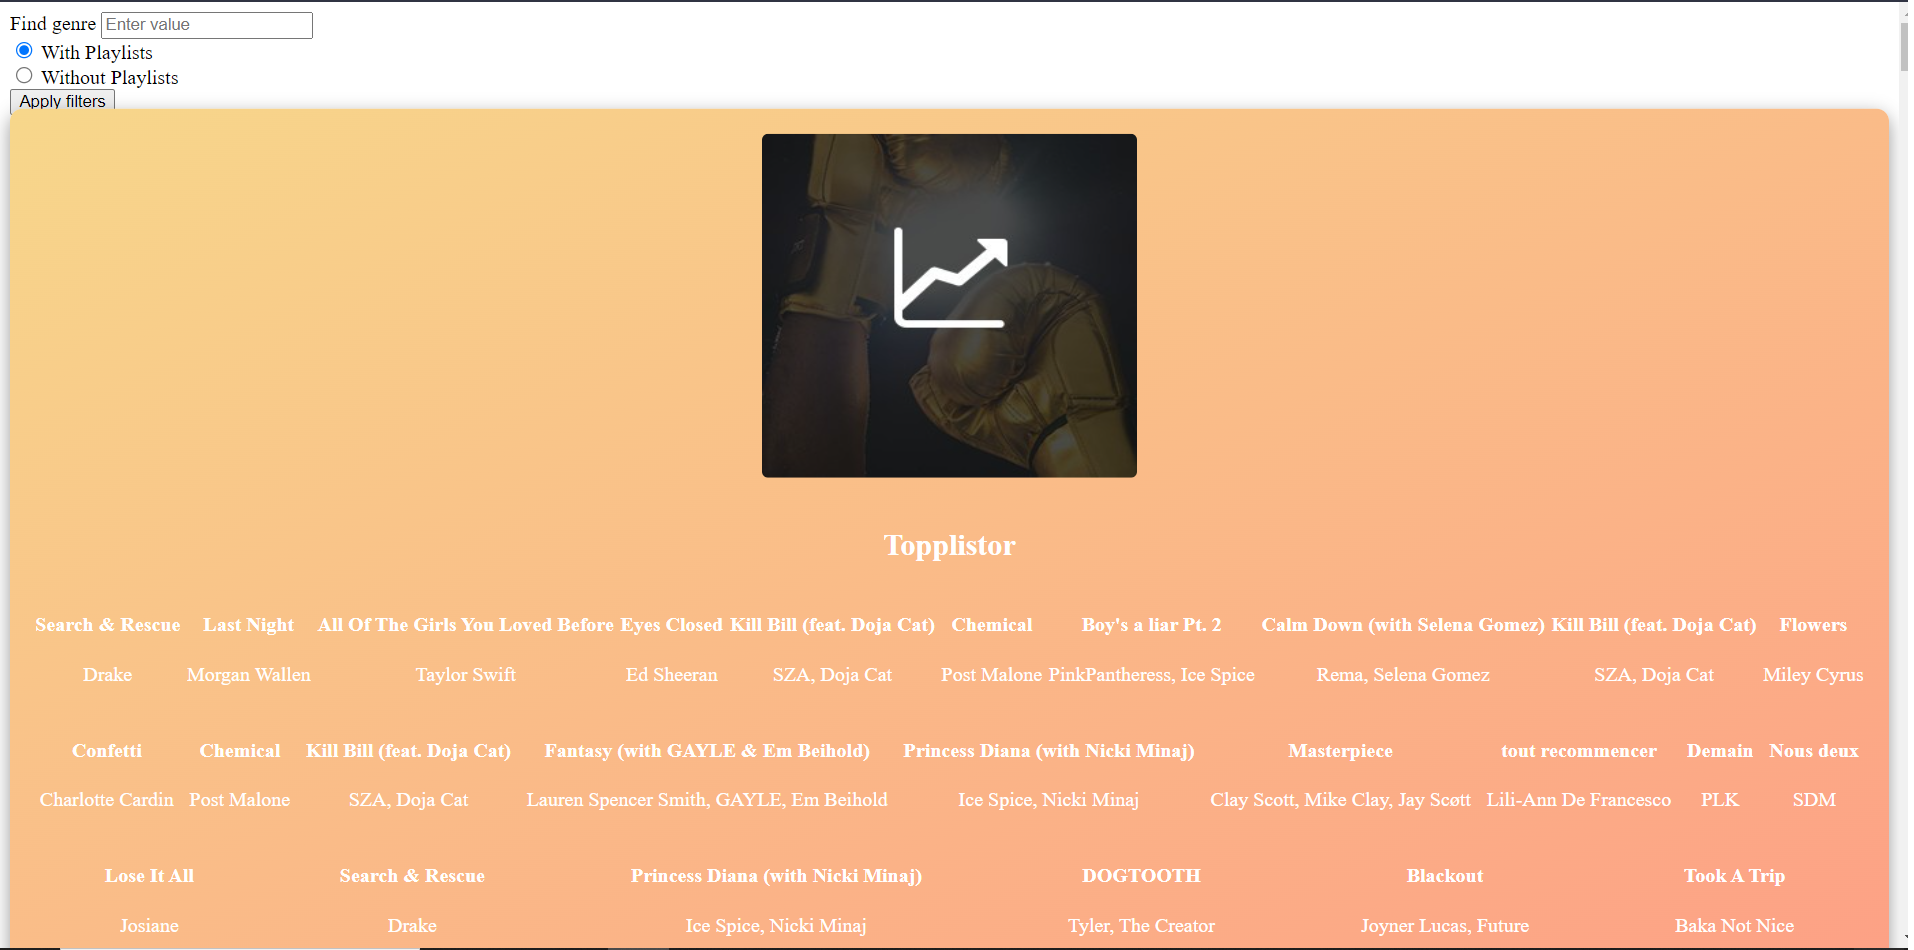 Find genre Enter value
With Playlists
Without Playlists
Apply filters
Topplistor
Search & Rescue Last Night All Of The Girls You Loved Before Eyes Closed Kill Bill (feat. Doja Cat) Chemical Boy's a liar Pt. 2 Calm Down (with Selena Gomez) Kill Bill (feat. Doja Cat) Flowers
Drake Morgan Wallen Taylor Swift Ed Sheeran SZA, Doja Cat Post Malone PinkPantheress, Ice Spice Rema, Selena Gomez SZA, Doja Cat Miley Cyrus
Confetti Chemical Kill Bill (feat. Doja Cat) Fantasy (with GAYLE & Em Beihold) Princess Diana (with Nicki Minaj) Masterpiece tout recommencer Demain Nous deux
Charlotte Cardin Post Malone SZA, Doja Cat Lauren Spencer Smith, GAYLE, Em Beihold Ice Spice, Nicki Minaj Clay Scott, Mike Clay, Jay Scøtt Lili-Ann De Francesco PLK SDM
Lose It All Search & Rescue Princess Diana (with Nicki Minaj) DOGTOOTH Blackout Took A Trip
Josiane Drake Ice Spice, Nicki Minaj Tyler, The Creator Joyner Lucas, Future Baka Not Nice